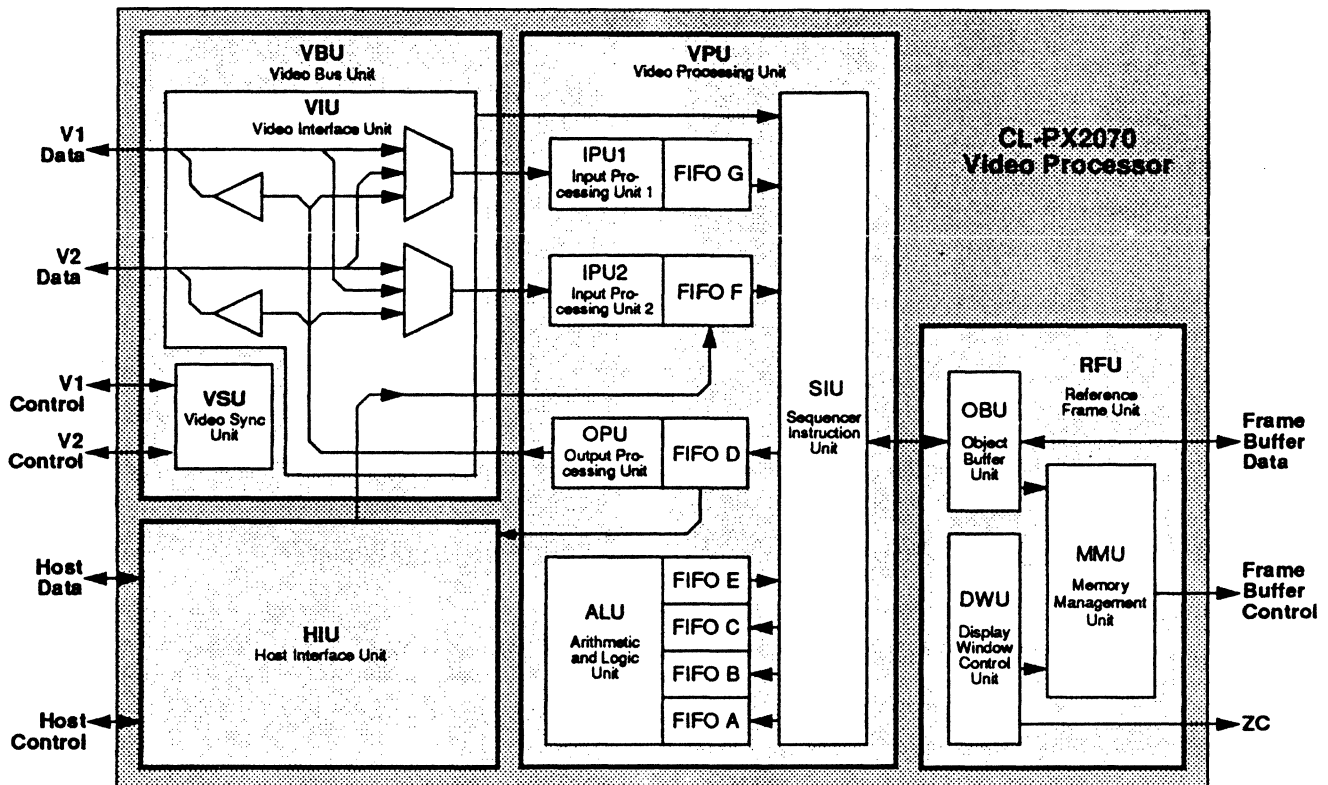 VBU
Video Bus Unit
VIU
Video Interface Unit
V1
Data
V2
Data
V1
Control
V2
Control
VSU
Video Sync
Unit
Host
Data
Host
Control
HIU
Host Interface Unit
VPU
Video Processing Unit
IPU1
Input Pro-
cessing Unit 1
FIFO G
IPU2
Input Pro-
cessing Unit 2
FIFO F
OPU
Output Pro-
cessing Unit
FIFO D
ALU
Arithmetic
and Logic
Unit
FIFO E
FIFO C
FIFO B
FIFO A
SIU
Sequencer
Instruction
Unit
CL-PX2070
Video Processor
RFU
Reference
Frame Unit
OBU
Object
Buffer
Unit
MMU
Memory
Management
Unit
DWU
Display
Window
Control
Unit
Frame
Buffer
Data
Frame
Buffer
Control
ZC